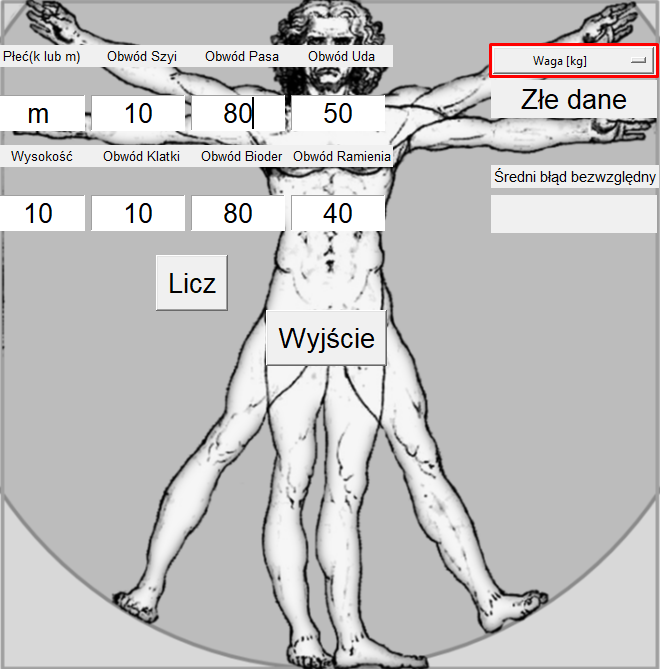 Płeć(k lub m) Obwód Szyi Obwód Pasa Obwód Uda
m 10 80 50
Wysokość Obwód Klatki Obwód Bioder Obwód Ramienia
10 10 80 40
Waga [kg]
Złe dane
Średni błąd bezwzględny
Licz
Wyjście